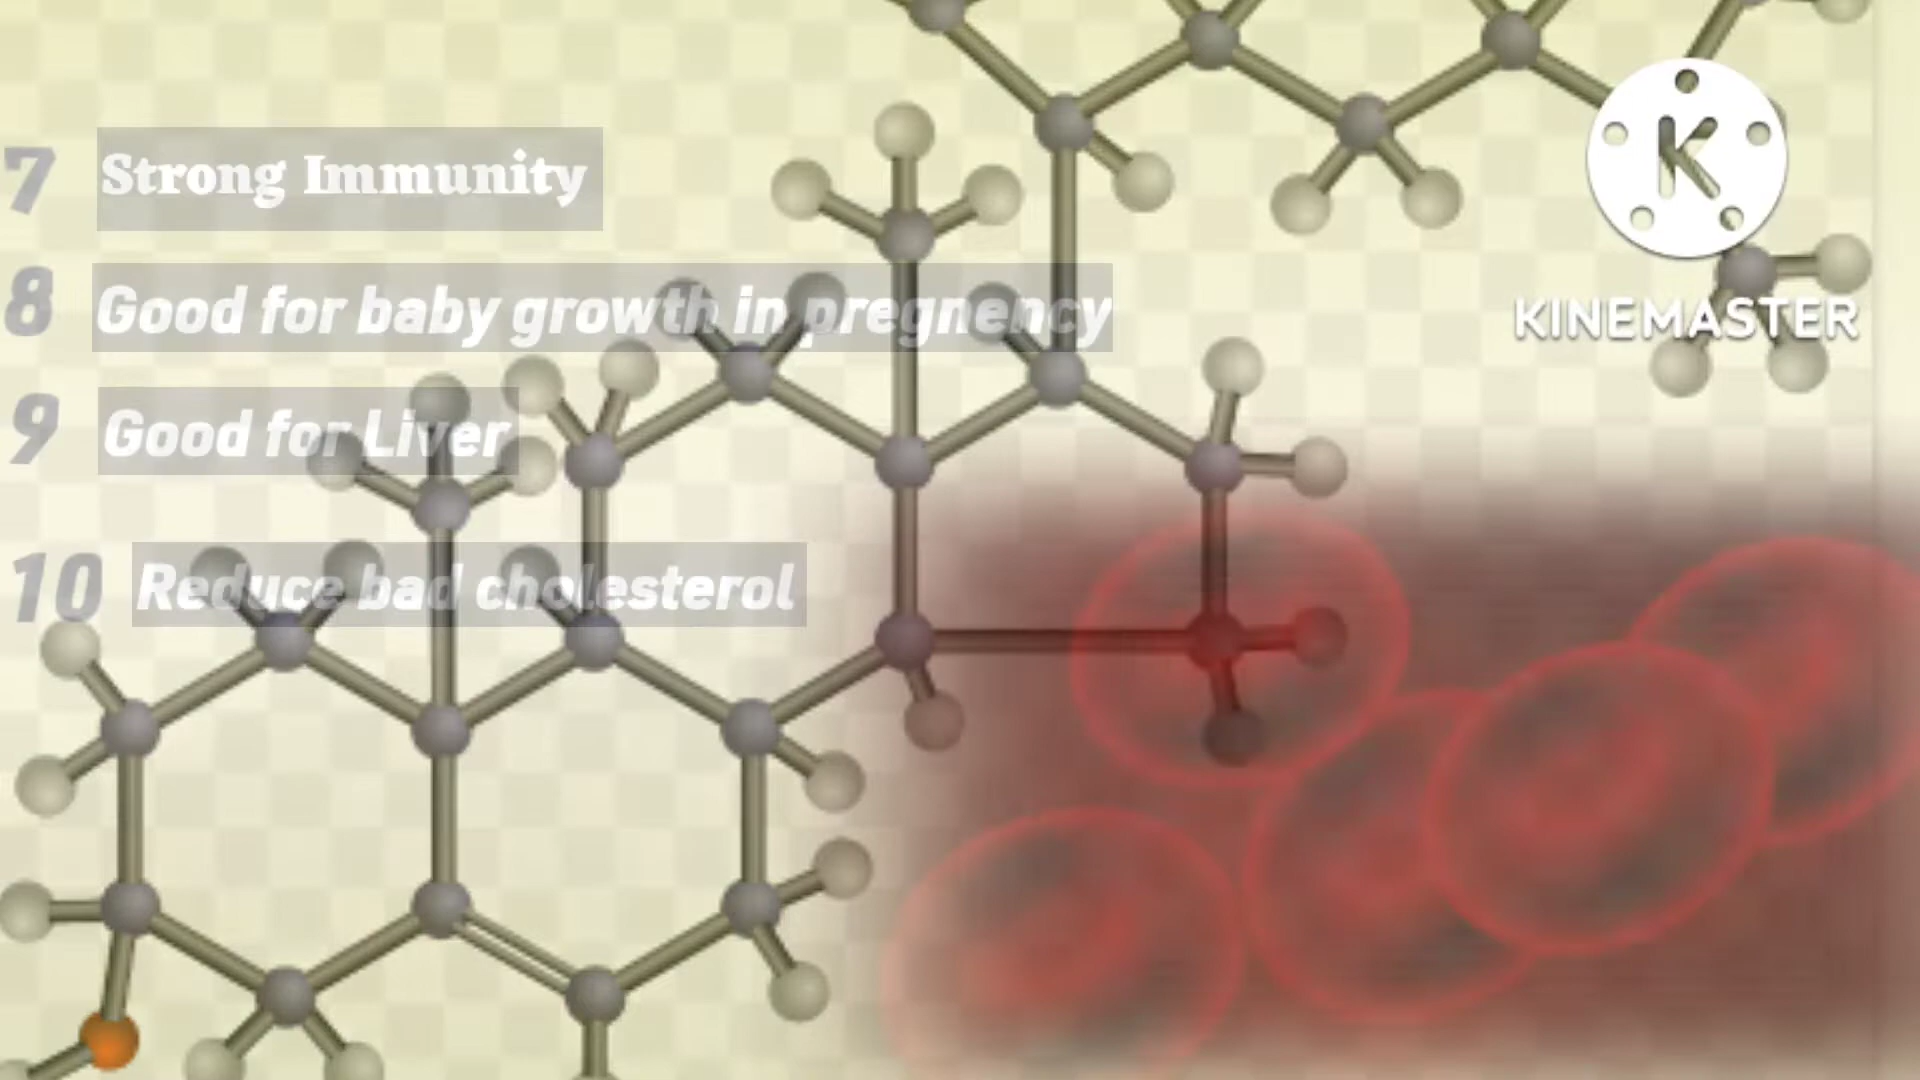 7 Strong Immunity
8 Good for baby growth in pregnency
9 Good for Liver
10 Reduce bad cholesterol
K
KINEMASTER